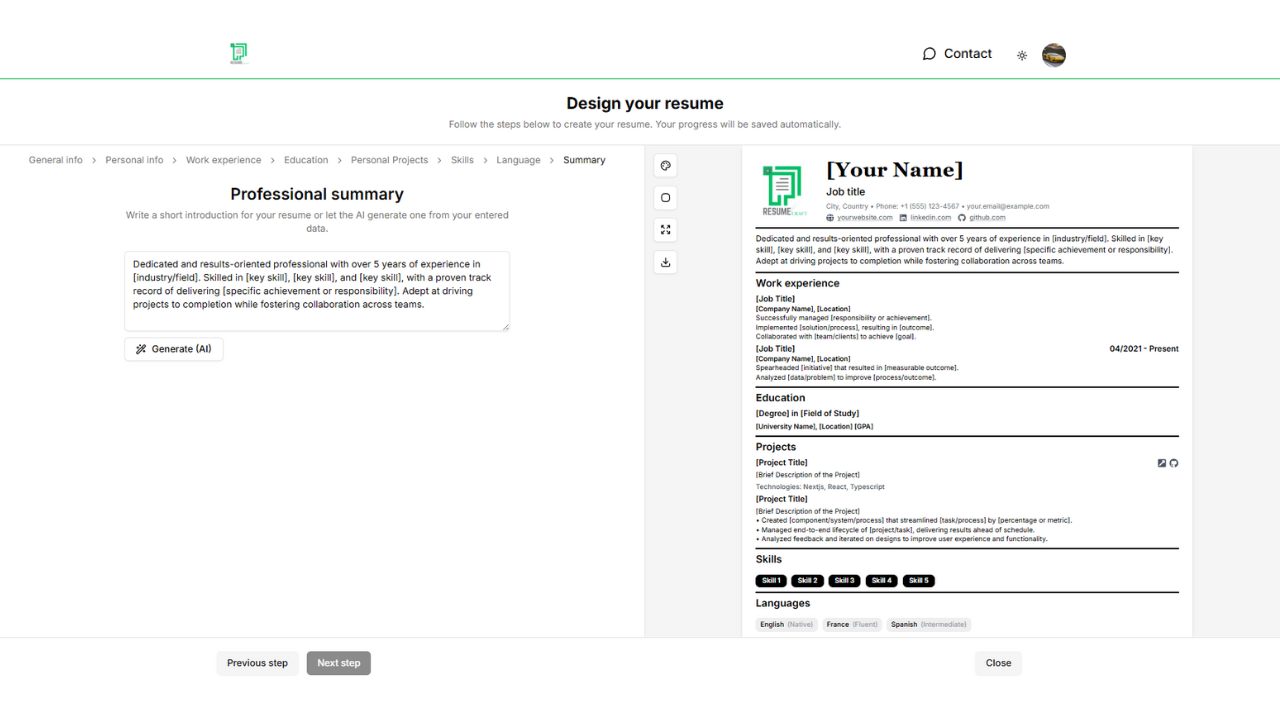 RESUME
Contact
Design your resume
Follow the steps below to create your resume. Your progress will be saved automatically.
General info > Personal info > Work experience > Education > Personal Projects > Skills > Language > Summary
Professional summary
Write a short introduction for your resume or let the AI generate one from your entered
data.
Dedicated and results-oriented professional with over 5 years of experience in
[industry/field]. Skilled in [key skill], [key skill], and [key skill], with a proven track
record of delivering [specific achievement or responsibility]. Adept at driving
projects to completion while fostering collaboration across teams.
Generate (AI)
RESUME
[Your Name]
Job title
City, Country • Phone: +1 (555) 123-4567 • your.email@example.com
yourwebsite.com linkedin.com github.com
Dedicated and results-oriented professional with over 5 years of experience in [industry/field]. Skilled in [key
skill], [key skill], and [key skill], with a proven track record of delivering [specific achievement or responsibility].
Adept at driving projects to completion while fostering collaboration across teams.
Work experience
[Job Title]
[Company Name], [Location]
Successfully managed [responsibility or achievement].
Implemented [solution/process], resulting in [outcome].
Collaborated with [team/clients] to achieve [goal].
[Job Title] 04/2021 - Present
[Company Name], [Location]
Spearheaded [initiative] that resulted in [measurable outcome].
Analyzed [data/problem] to improve [process/outcome].
Education
[Degree] in [Field of Study]
[University Name], [Location] [GPA]
Projects
[Project Title]
[Brief Description of the Project]
Technologies: Nextjs, React, Typescript
[Project Title]
[Brief Description of the Project]
• Created [component/system/process] that streamlined [task/process] by [percentage or metric].
• Managed end-to-end lifecycle of [project/task], delivering results ahead of schedule.
• Analyzed feedback and iterated on designs to improve user experience and functionality.
Skills
Skill 1 Skill 2 Skill 3 Skill 4 Skill 5
Languages
English (Native) France (Fluent) Spanish (Intermediate)
Previous step Next step Close